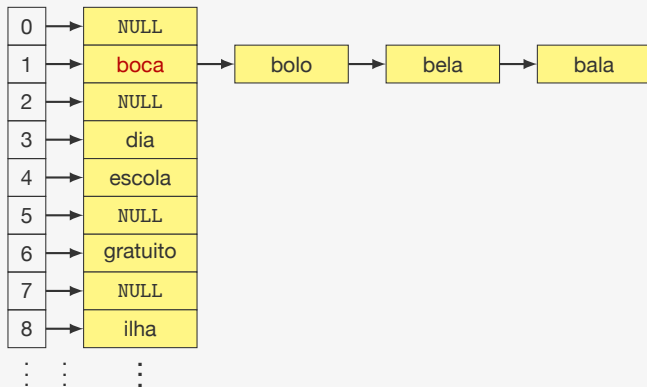 0 NULL
1 boca bolo bela bala
2 NULL
3 dia
4 escola
5 NULL
6 gratuito
7 NULL
8 ilha